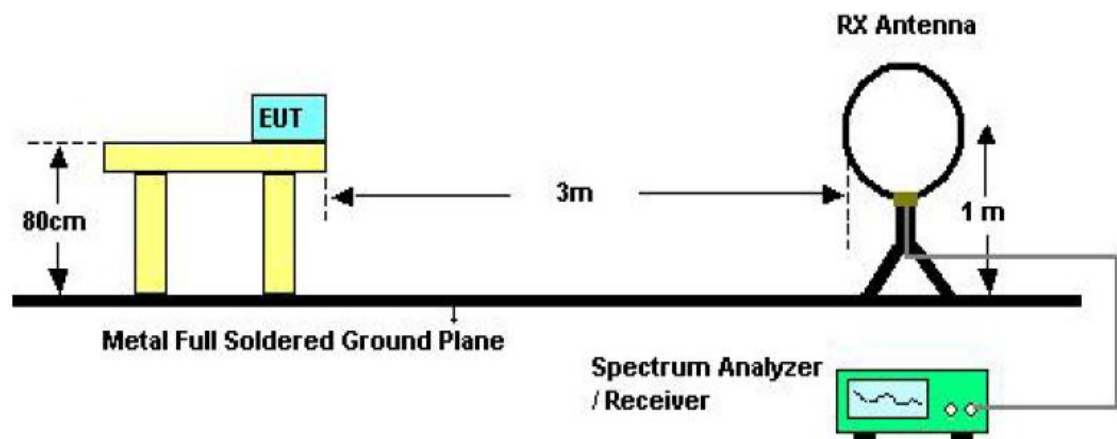 RX Antenna
EUT
80cm
3m
1 m
Metal Full Soldered Ground Plane
Spectrum Analyzer
/ Receiver